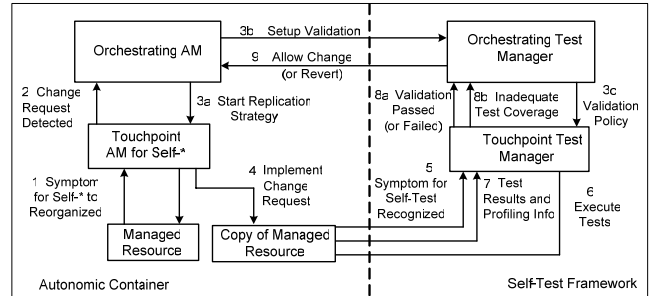 3b Setup Validation
Orchestrating AM
Orchestrating Test
Manager
9 Allow Change
(or Revert)
2 Change
Request
Detected
3a Start Replication
Strategy
8a Validation
Passed
(or Failed)
8b Inadequate
Test Coverage
3c
Validation
Policy
Touchpoint
AM for Self-*
Touchpoint Test
Manager
1 Symptom
for Self-* to
Reorganized
4 Implement
Change
Request
5
Symptom for
Self-Test
Recognized
7 Test
Results and
Profiling Info
6
Execute
Tests
Managed
Resource
Copy of Managed
Resource
Autonomic Container
Self-Test Framework